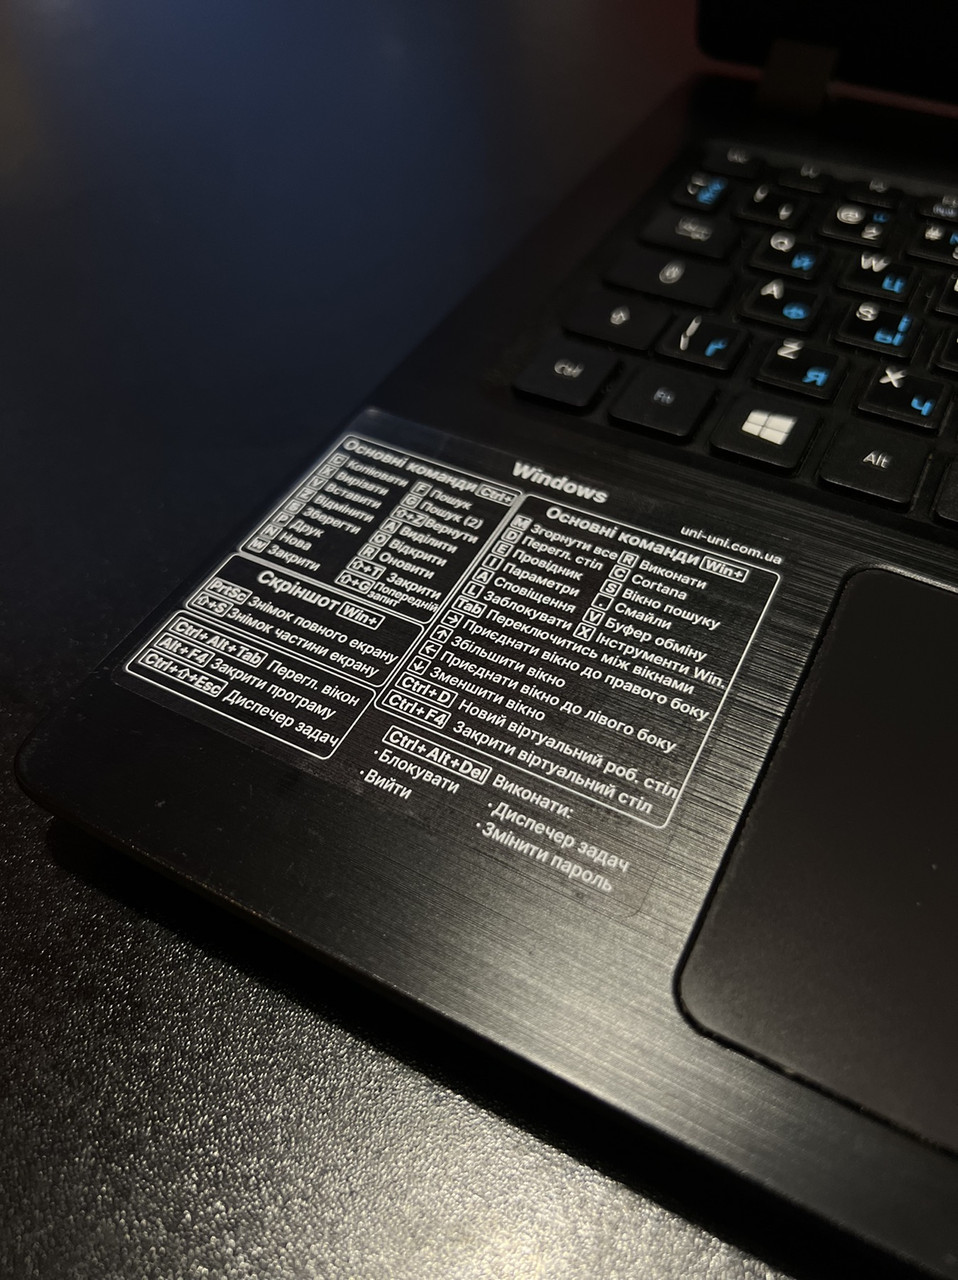 Windows
uni-uni.com.ua
Основні команди Ctrl+
C Копіювати
X Вирізати
V Вставити
Z Відмінити
S Зберегти
P Друк
N Нова
W Закрити
F Пошук
G Пошук (2)
⇧+Z Вернути
A Виділити
O Відкрити
R Оновити
⇧+T Закрити
⇧+G Попередній запит
Скріншот Win+
PrtSc Знімок повного екрану
⇧+S Знімок частини екрану
Ctrl+Alt+Tab Перегл. вікон
Alt+F4 Закрити програму
Ctrl+⇧+Esc Диспечер задач
Основні команди Win+
M Згорнути все
D Перегл. стіл
E Провідник
I Параметри
A Сповіщення
L Заблокувати
R Виконати
C Cortana
S Вікно пошуку
. Смайли
V Буфер обміну
X Інструменти Win.
Tab Переключитись між вікнами
→ Приєднати вікно до правого боку
↑ Збільшити вікно
← Приєднати вікно до лівого боку
↓ Зменшити вікно
Ctrl+D Новий віртуальний роб. стіл
Ctrl+F4 Закрити віртуальний стіл
Ctrl+Alt+Del Виконати:
· Блокувати
· Вийти
· Диспечер задач
· Змінити пароль
@ 2
#
Q Й
W Ц
A Ф
S І Ы
Ґ
Z Я
X Ч
Ctrl
Fn
Alt